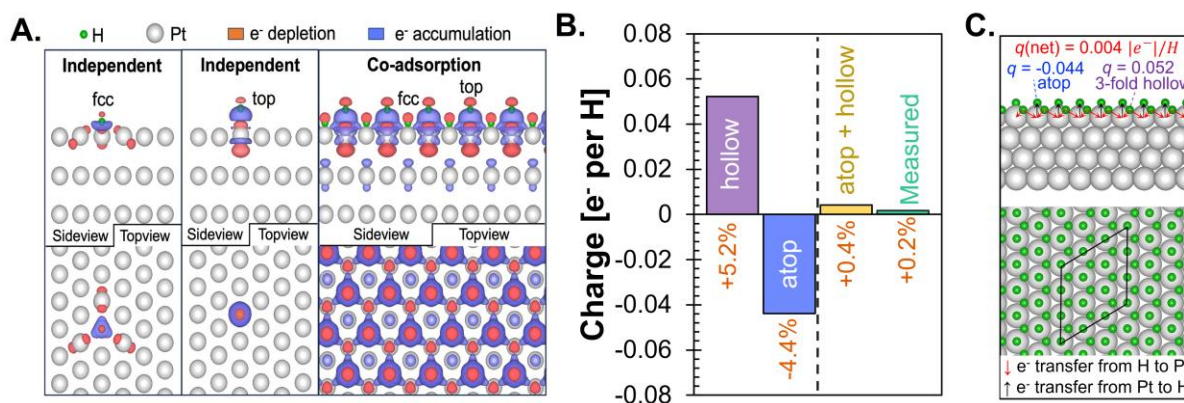 A.
H Pt e⁻ depletion e⁻ accumulation
Independent
fcc
Independent
top
Co-adsorption
fcc top
Sideview Topview
Sideview Topview
Sideview Topview
B.
Charge [e⁻ per H]
0.08
0.06
0.04
0.02
0
-0.02
-0.04
-0.06
-0.08
hollow
+5.2%
atop
-4.4%
atop + hollow
+0.4%
Measured
+0.2%
C.
q(net) = 0.004 |e⁻|/H
q = -0.044
atop
q = 0.052
3-fold hollow
↓ e⁻ transfer from H to P
↑ e⁻ transfer from Pt to H